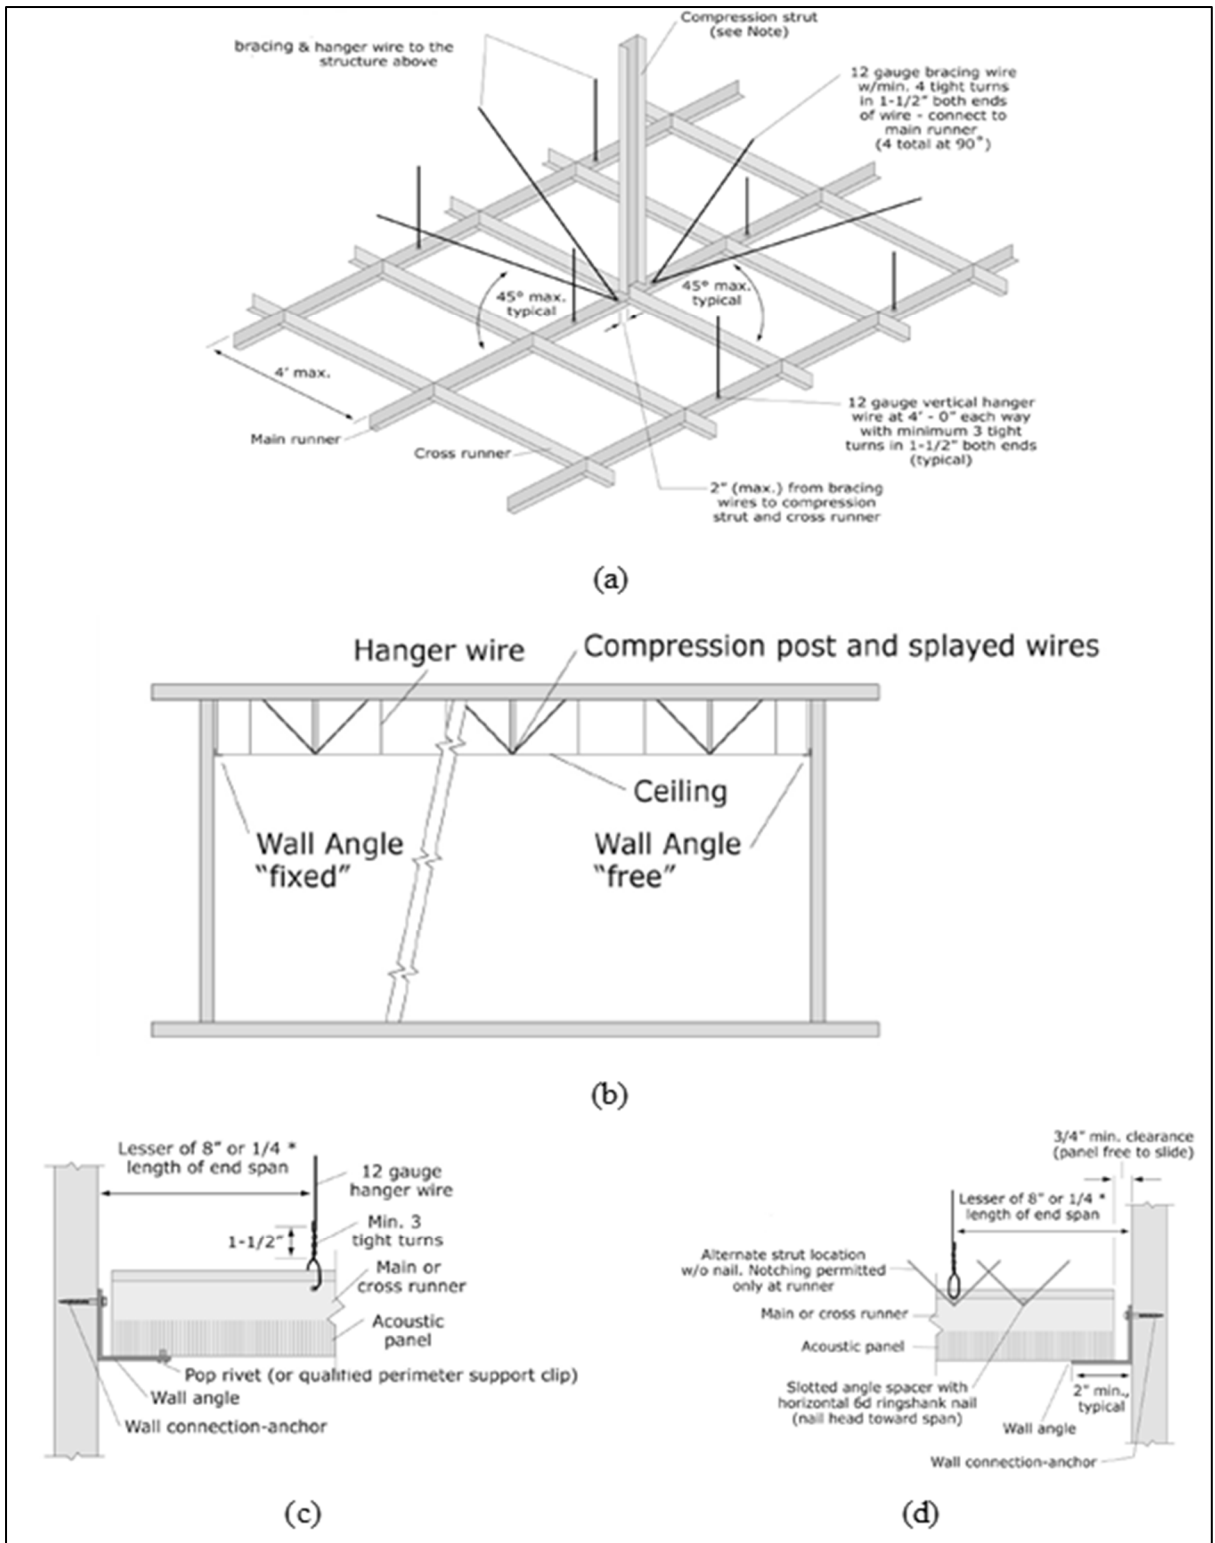 Compression strut
(see Note)
bracing & hanger wire to the
structure above
12 gauge bracing wire
w/min. 4 tight turns
in 1-1/2" both ends
of wire - connect to
main runner
(4 total at 90˚)
45° max.
typical
45° max.
typical
4' max.
Main runner
Cross runner
12 gauge vertical hanger
wire at 4' - 0" each way
with minimum 3 tight
turns in 1-1/2" both ends
(typical)
2" (max.) from bracing
wires to compression
strut and cross runner
(a)
Hanger wire
Compression post and splayed wires
Ceiling
Wall Angle
"fixed"
Wall Angle
"free"
(b)
Lesser of 8" or 1/4 *
length of end span
12 gauge
hanger wire
1-1/2"
Min. 3
tight turns
Main or
cross runner
Acoustic
panel
Pop rivet (or qualified perimeter support clip)
Wall angle
Wall connection-anchor
(c)
3/4" min. clearance
(panel free to slide)
Lesser of 8" or 1/4 *
length of end span
Alternate strut location
w/o nail. Notching permitted
only at runner
Main or cross runner
Acoustic panel
Slotted angle spacer with
horizontal 6d ringshank nail
(nail head toward span)
2" min.,
typical
Wall angle
Wall connection-anchor
(d)